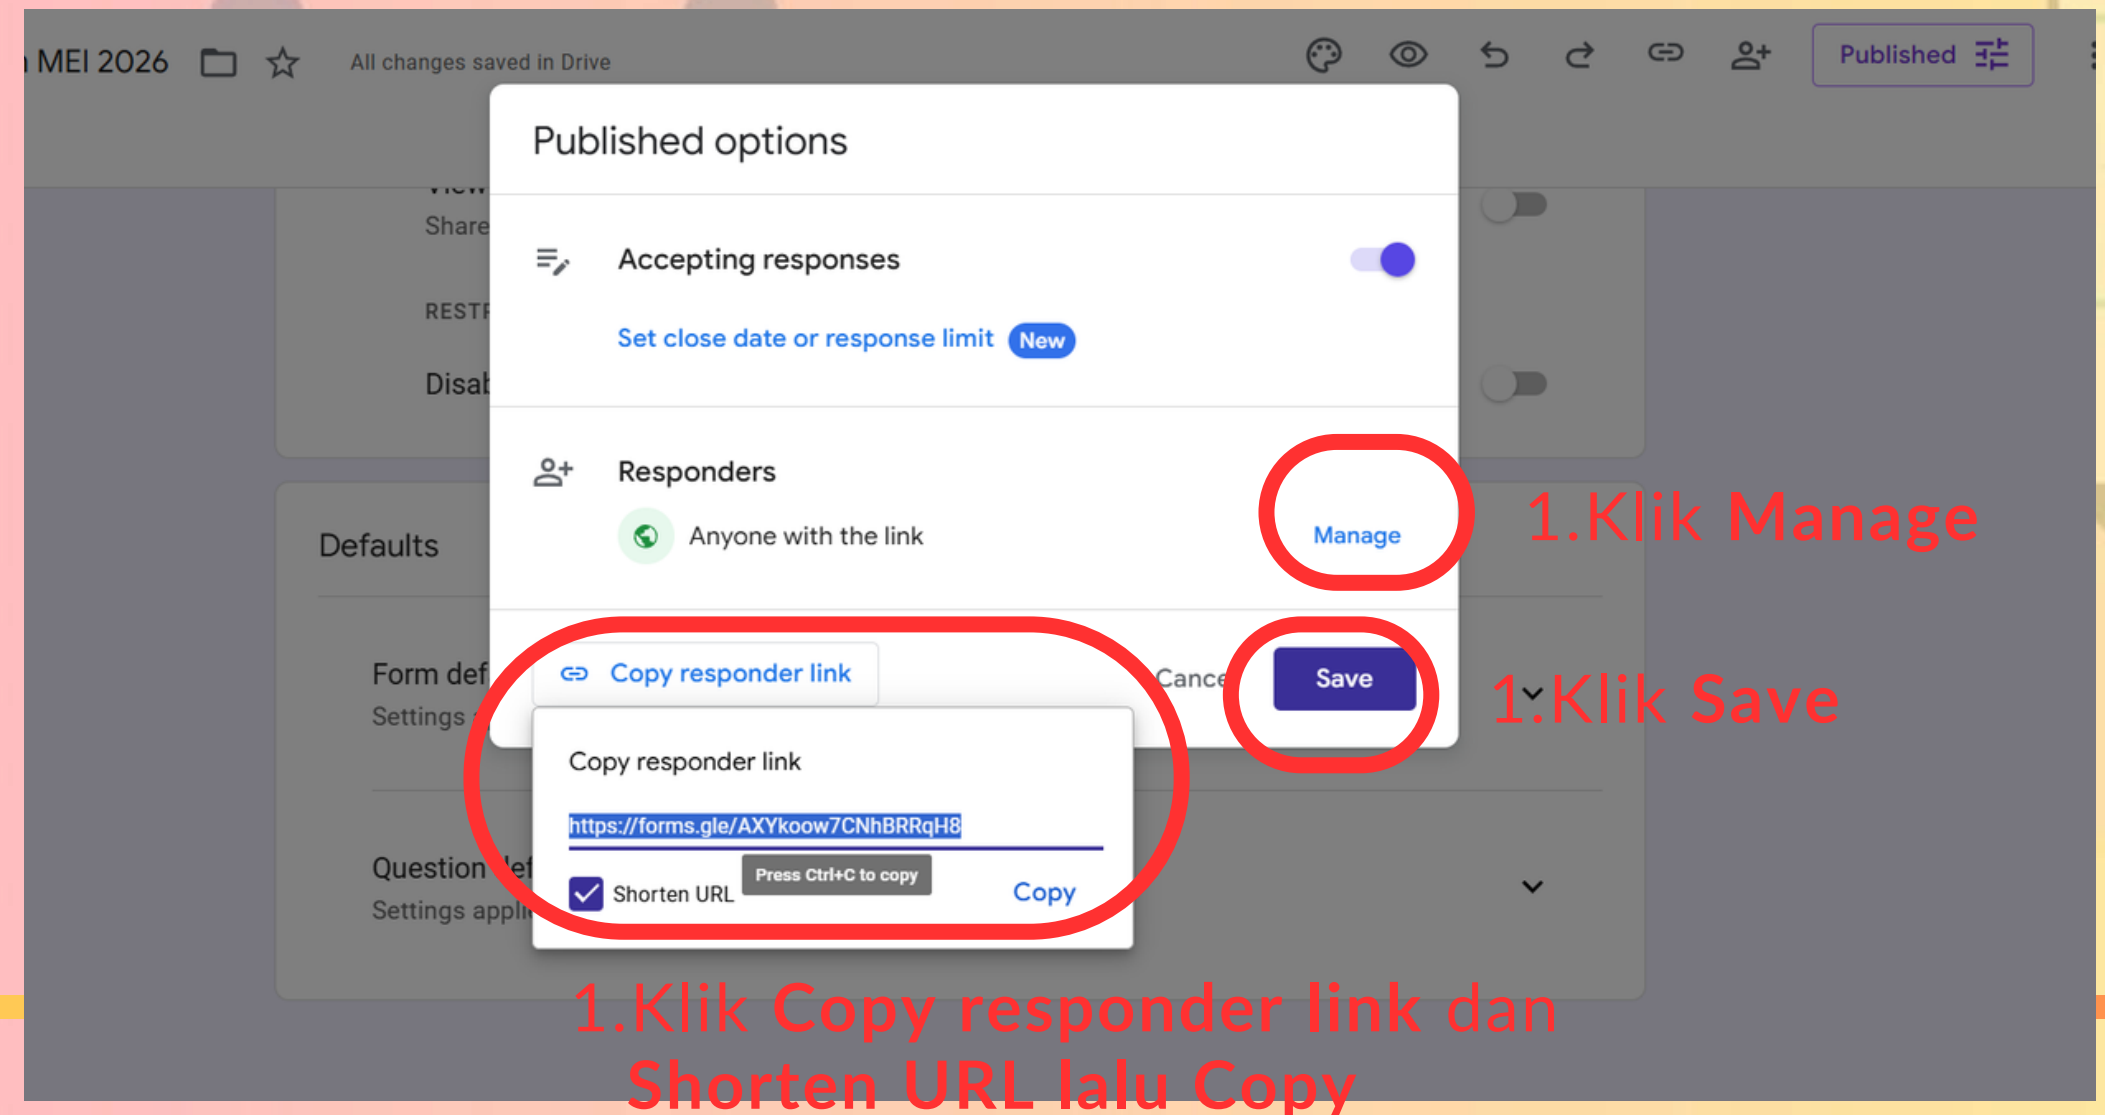 MEI 2026
All changes saved in Drive
Published
Published options
View
Share
Accepting responses
RESTR
Set close date or response limit New
Disab
Responders
Anyone with the link
Manage
1.Klik Manage
Defaults
Form def
Settings
Copy responder link
Cance
Save
1.Klik Save
Copy responder link
https://forms.gle/AXYkoow7CNhBRRqH8
Press Ctrl+C to copy
Question def
Settings appli
Shorten URL
Copy
1.Klik Copy responder link dan
Shorten URL lalu Copy